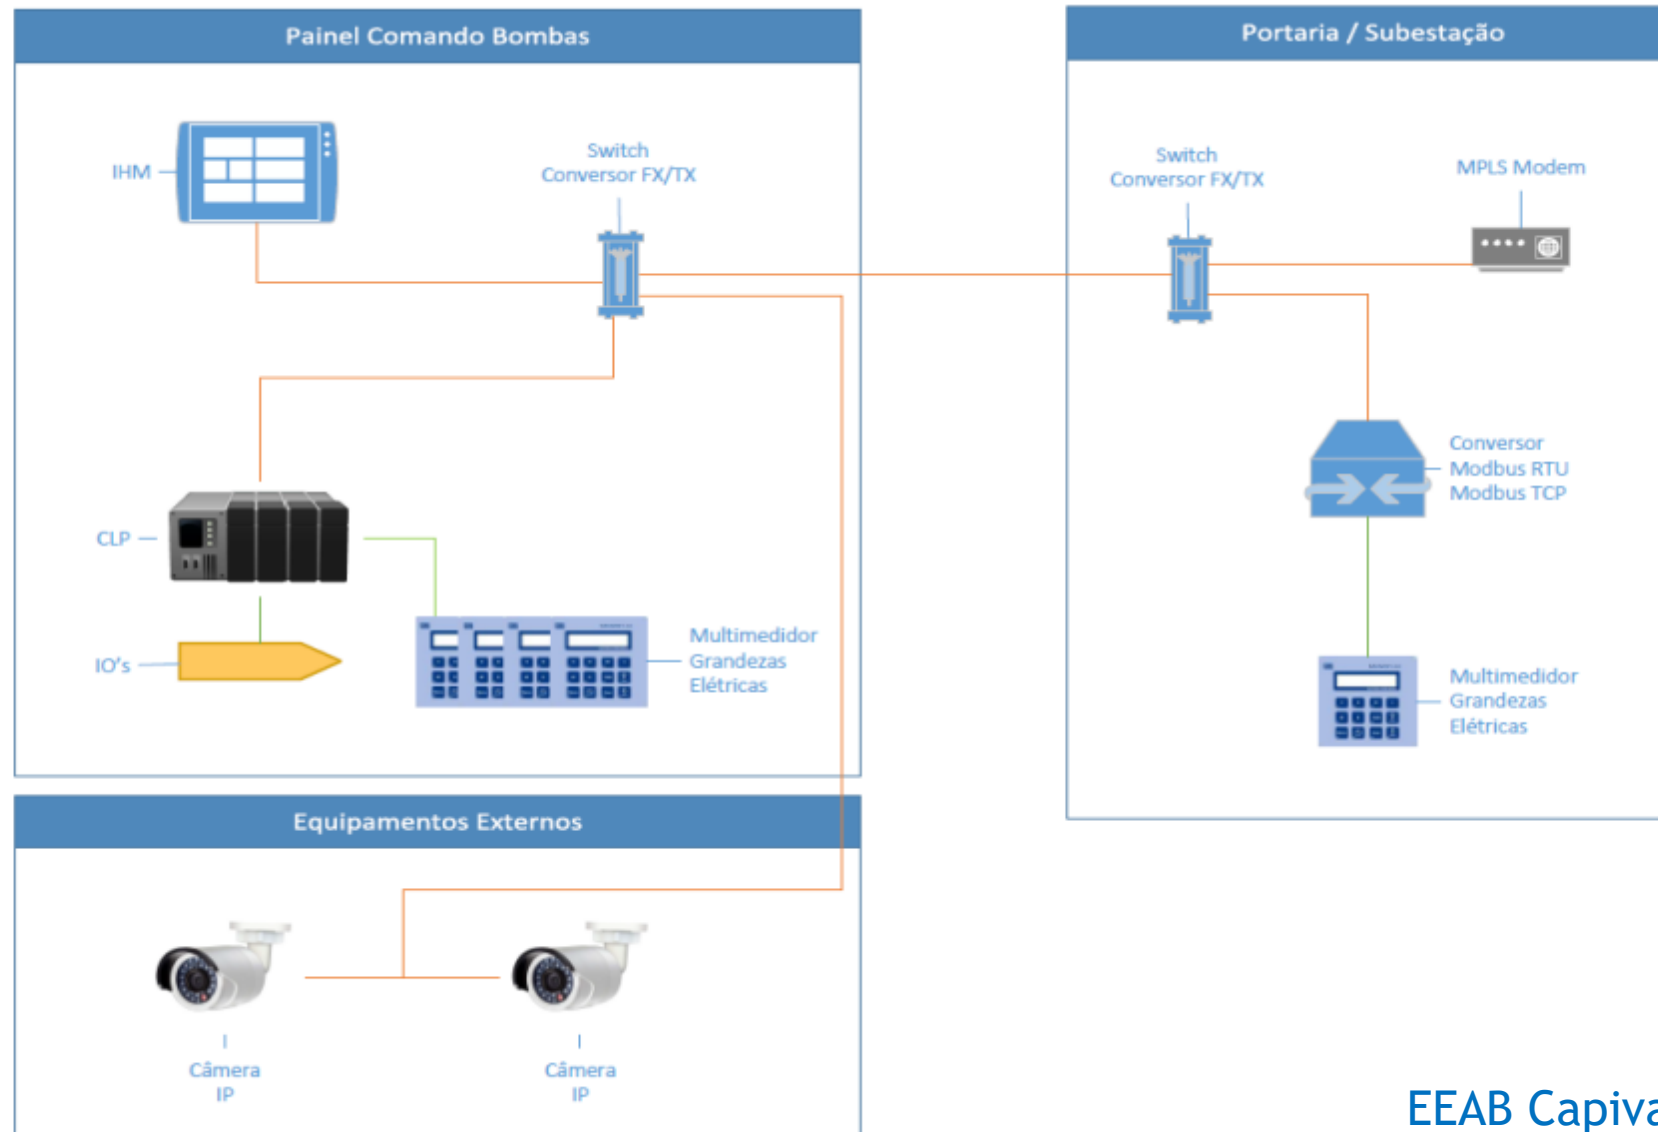 Painel Comando Bombas
IHM
Switch
Conversor FX/TX
CLP
IO's
Multimedidor
Grandezas
Elétricas
Equipamentos Externos
Câmera
IP
Câmera
IP
Portaria / Subestação
Switch
Conversor FX/TX
MPLS Modem
Conversor
Modbus RTU
Modbus TCP
Multimedidor
Grandezas
Elétricas
EEAB Capiva